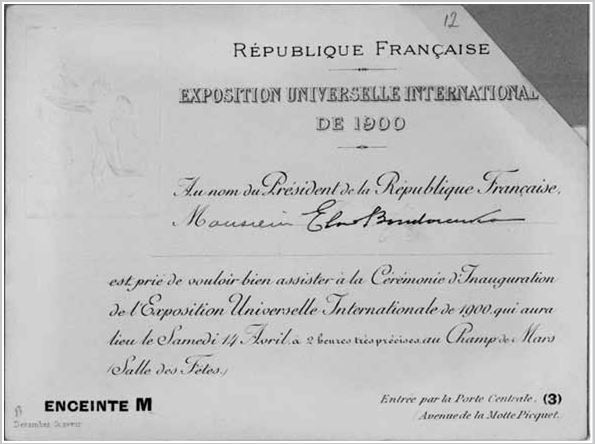 12
RÉPUBLIQUE FRANÇAISE
EXPOSITION UNIVERSELLE INTERNATIONAL
DE 1900
Au nom du Président de la République Française,
Monsieur
est prié de vouloir bien assister à la Cérémonie d'Inauguration
de l'Exposition Universelle Internationale de 1900, qui aura
lieu le Samedi 14 Avril, à 2 heures très précises, au Champ de Mars
(Salle des Fêtes.)
ENCEINTE M
Entrée par la Porte Centrale, (3)
(Avenue de la Motte Picquet.